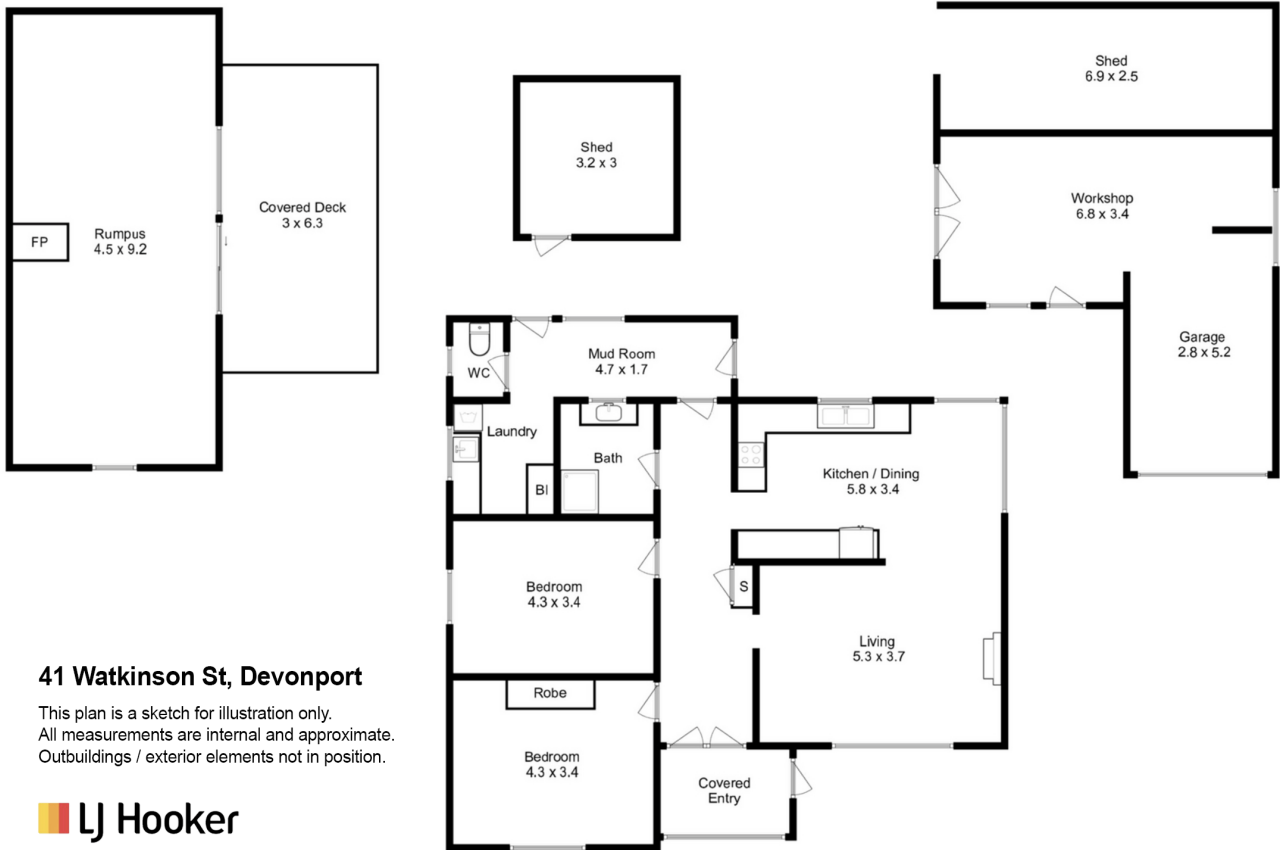 Shed
6.9 x 2.5
Shed
3.2 x 3
Covered Deck
3 x 6.3
Workshop
6.8 x 3.4
FP
Rumpus
4.5 x 9.2
Garage
2.8 x 5.2
Mud Room
4.7 x 1.7
WC
Laundry
Bath
BI
Kitchen / Dining
5.8 x 3.4
Bedroom
4.3 x 3.4
S
Living
5.3 x 3.7
Robe
Bedroom
4.3 x 3.4
Covered
Entry
41 Watkinson St, Devonport
This plan is a sketch for illustration only.
All measurements are internal and approximate.
Outbuildings / exterior elements not in position.
LJ Hooker